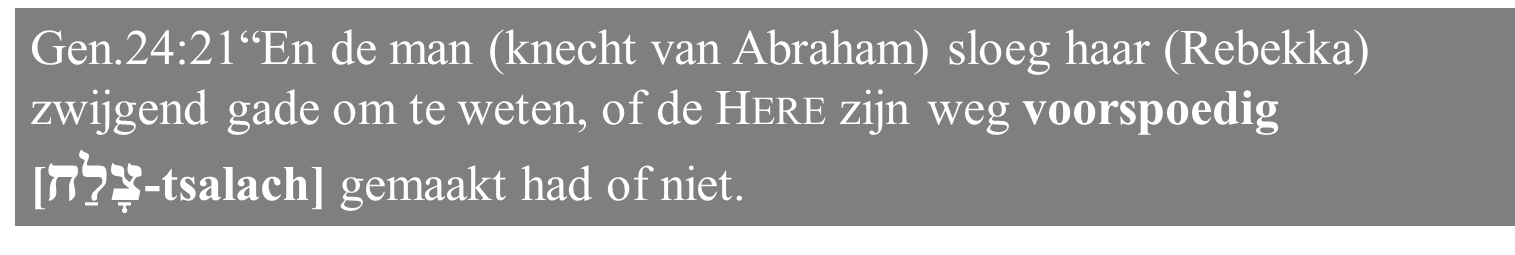 Gen.24:21“En de man (knecht van Abraham) sloeg haar (Rebekka)
zwijgend gade om te weten, of de HERE zijn weg voorspoedig
[צָלַח-tsalach] gemaakt had of niet.